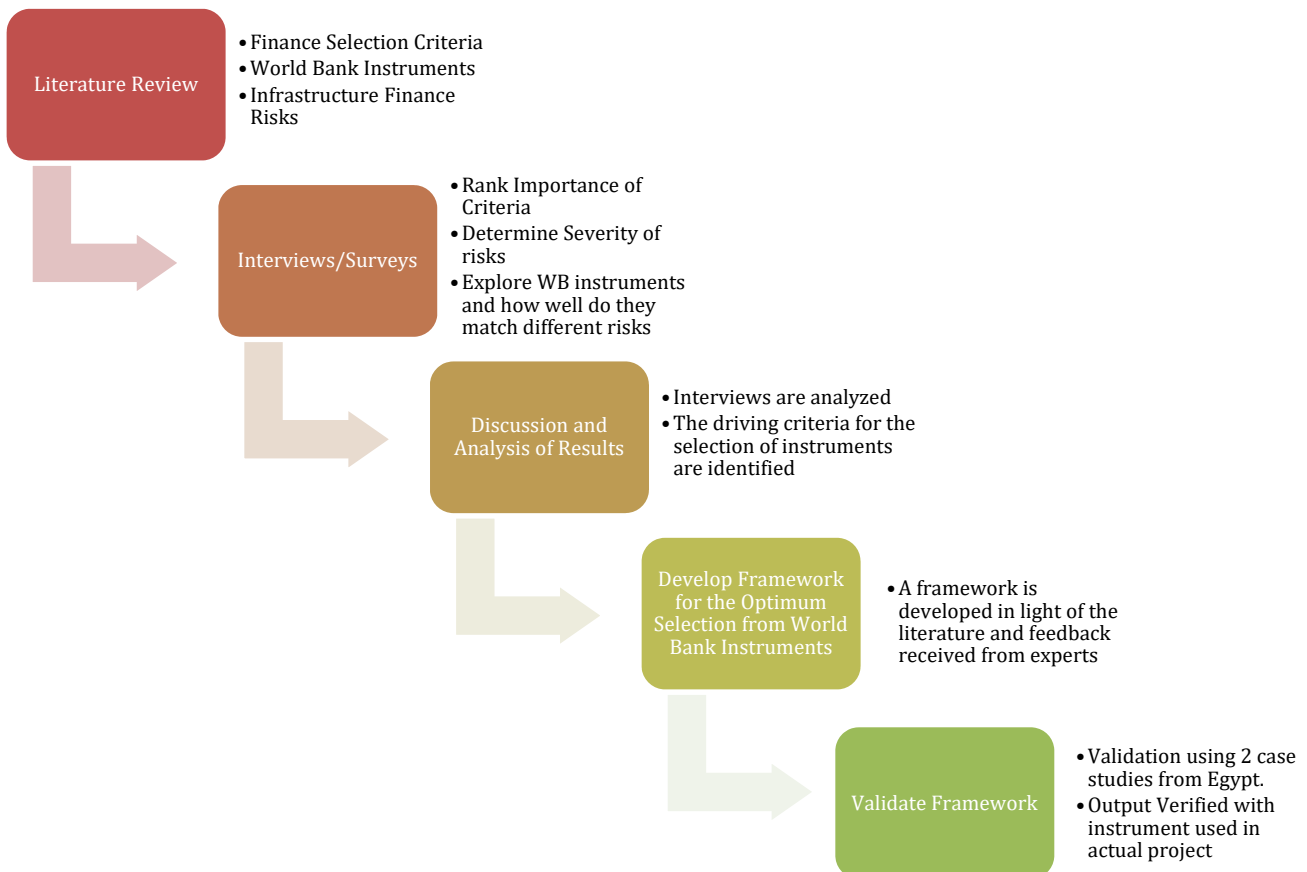 Literature Review
•Finance Selection Criteria
•World Bank Instruments
•Infrastructure Finance
Risks
Interviews/Surveys
•Rank Importance of
Criteria
•Determine Severity of
risks
•Explore WB instruments
and how well do they
match different risks
Discussion and
Analysis of Results
•Interviews are analyzed
•The driving criteria for the
selection of instruments
are identified
Develop Framework
for the Optimum
Selection from World
Bank Instruments
•A framework is
developed in light of the
literature and feedback
received from experts
Validate Framework
•Validation using 2 case
studies from Egypt.
•Output Verified with
instrument used in
actual project